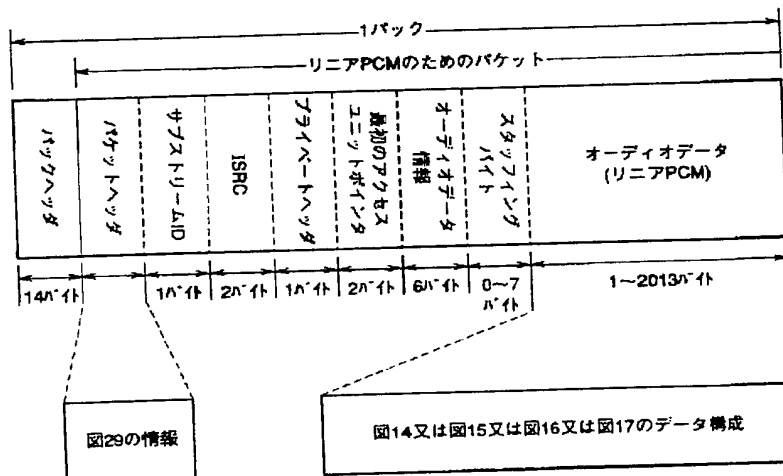 1パック
リニアPCMのためのパケット
パックヘッダ
パケットヘッダ
サブストリームID
ISRC
プライベートヘッダ
最初のアクセス
ユニットポインタ
オーディオデータ
情報
スタッフィング
バイト
オーディオデータ
(リニアPCM)
14バイト
1バイト
2バイト
1バイト
2バイト
6バイト
0〜7
バイト
1〜2013バイト
図29の情報
図14又は図15又は図16又は図17のデータ構成